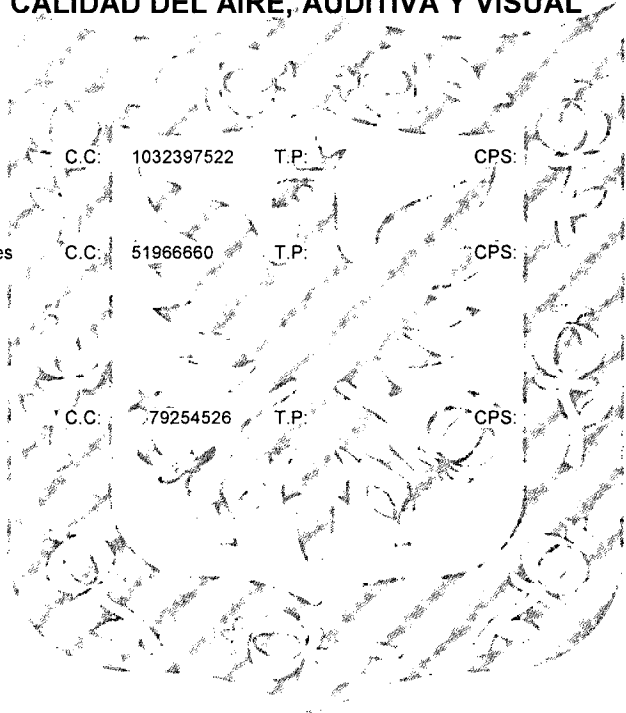 CALIDAD DEL AIRE, AUDITIVA Y VISUAL
C.C: 1032397522 T.P: CPS:
es C.C: 51966660 T.P: CPS:
C.C: 79254526 T.P: CPS: